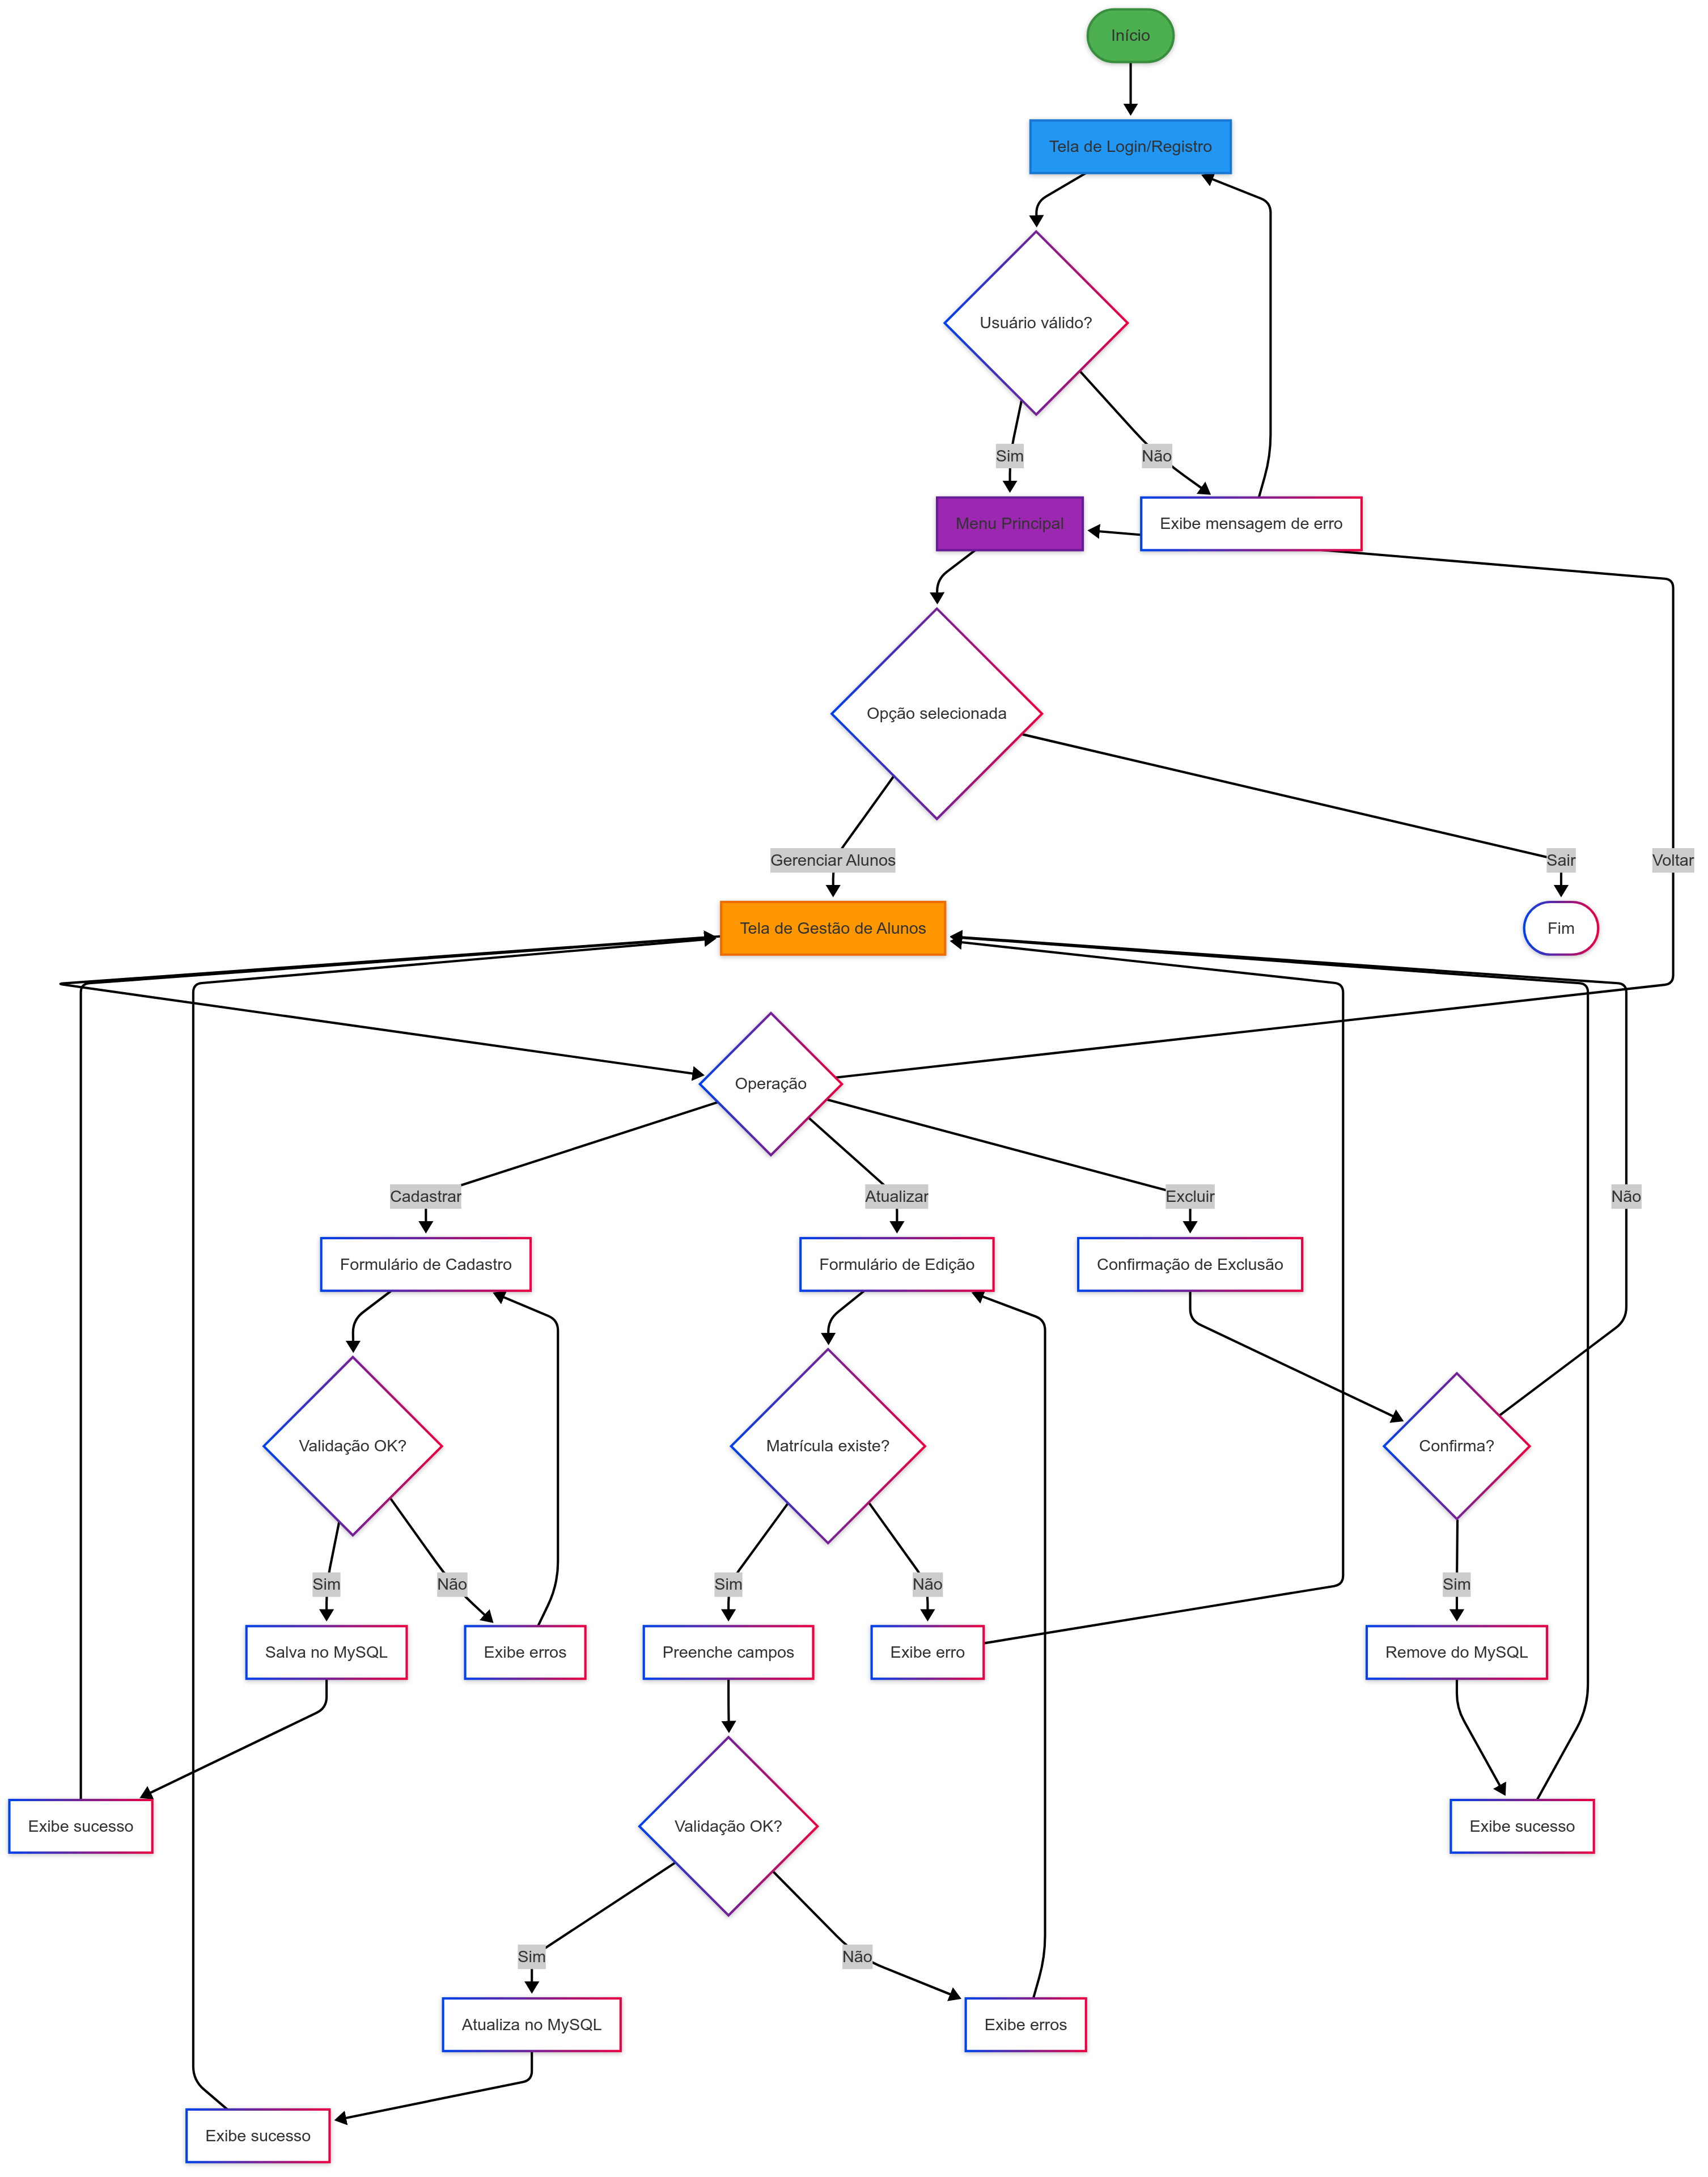 Início
Tela de Login/Registro
Usuário válido?
Sim
Não
Menu Principal
Exibe mensagem de erro
Opção selecionada
Gerenciar Alunos
Sair
Voltar
Tela de Gestão de Alunos
Fim
Operação
Cadastrar
Atualizar
Excluir
Não
Formulário de Cadastro
Formulário de Edição
Confirmação de Exclusão
Validação OK?
Matrícula existe?
Confirma?
Sim
Não
Sim
Não
Sim
Salva no MySQL
Exibe erros
Preenche campos
Exibe erro
Remove do MySQL
Exibe sucesso
Validação OK?
Exibe sucesso
Sim
Não
Atualiza no MySQL
Exibe erros
Exibe sucesso